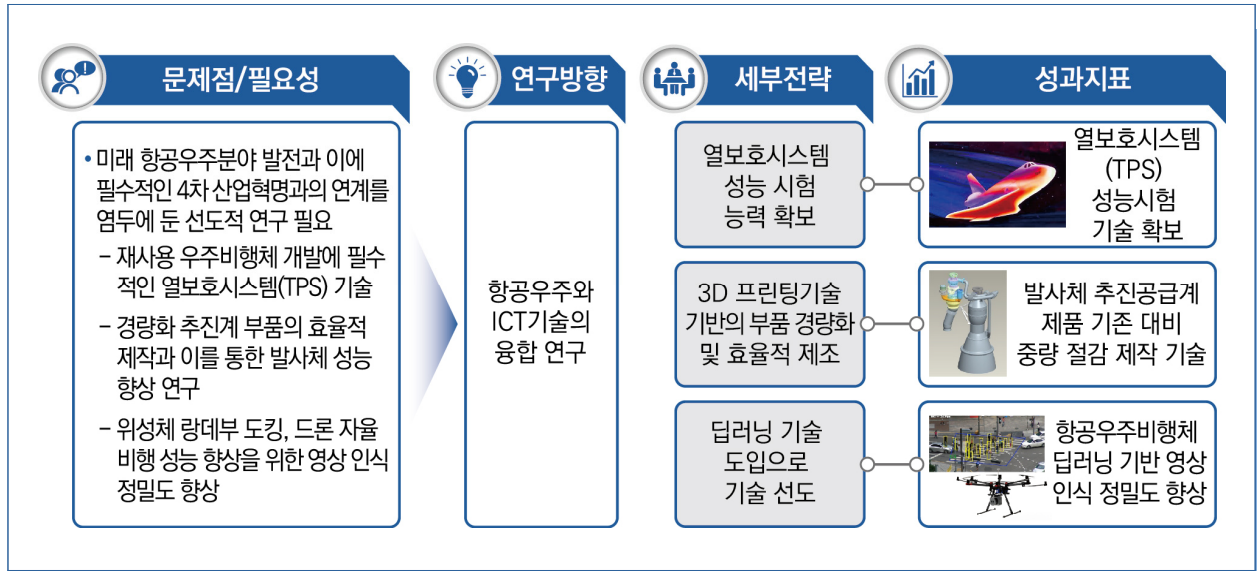 문제점/필요성
• 미래 항공우주분야 발전과 이에
필수적인 4차 산업혁명과의 연계를
염두에 둔 선도적 연구 필요
– 재사용 우주비행체 개발에 필수
적인 열보호시스템(TPS) 기술
– 경량화 추진계 부품의 효율적
제작과 이를 통한 발사체 성능
향상 연구
– 위성체 랑데부 도킹, 드론 자율
비행 성능 향상을 위한 영상 인식
정밀도 향상
연구방향
항공우주와
ICT기술의
융합 연구
세부전략
열보호시스템
성능 시험
능력 확보
3D 프린팅기술
기반의 부품 경량화
및 효율적 제조
딥러닝 기술
도입으로
기술 선도
성과지표
열보호시스템
(TPS)
성능시험
기술 확보
발사체 추진공급계
제품 기존 대비
중량 절감 제작 기술
항공우주비행체
딥러닝 기반 영상
인식 정밀도 향상